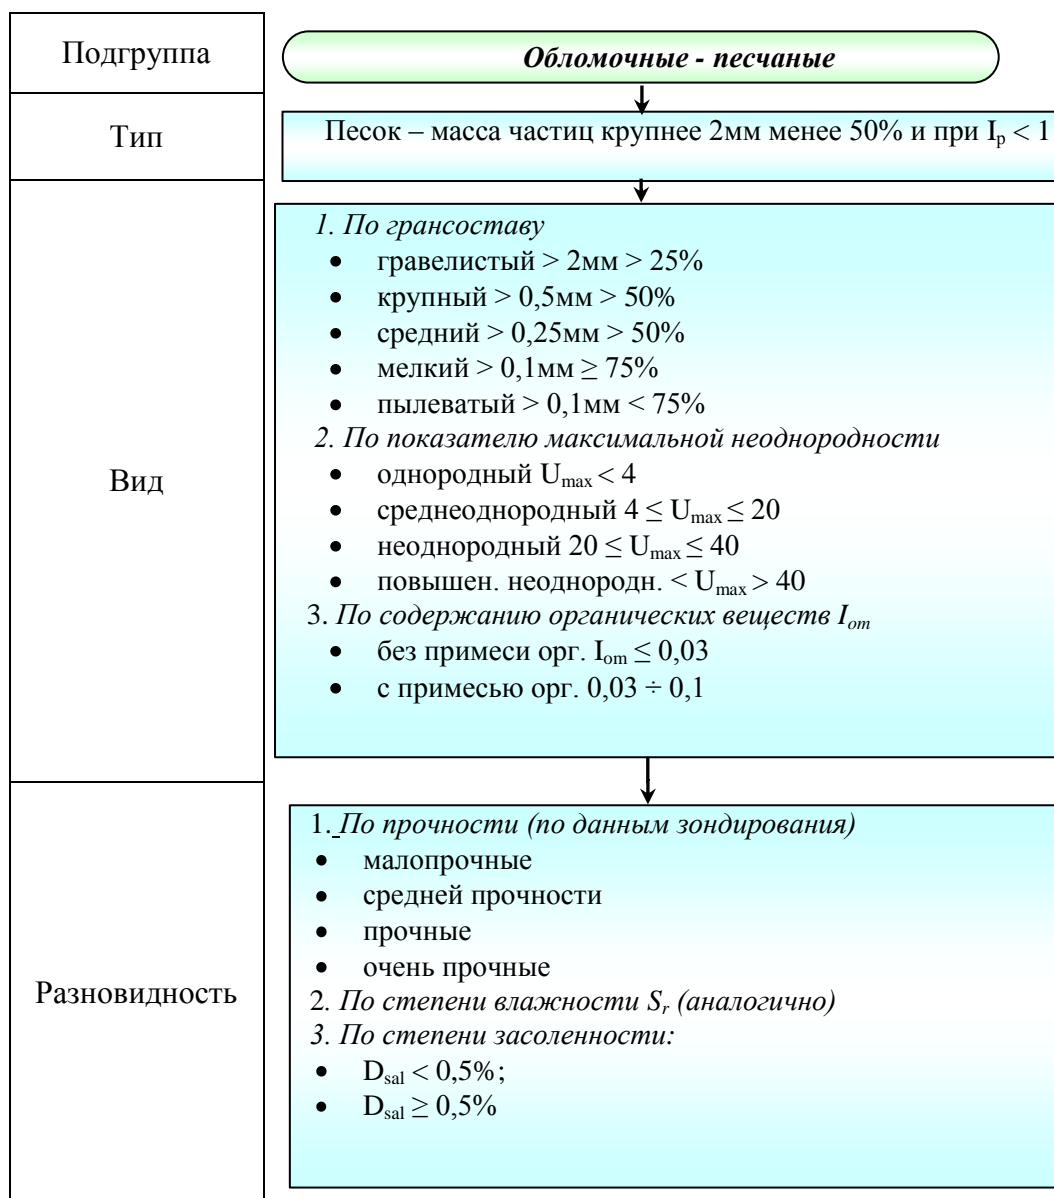 Подгруппа
Обломочные - песчаные
Тип
Песок – масса частиц крупнее 2мм менее 50% и при Ip < 1
Вид
1. По грансоставу
• гравелистый > 2мм > 25%
• крупный > 0,5мм > 50%
• средний > 0,25мм > 50%
• мелкий > 0,1мм ≥ 75%
• пылеватый > 0,1мм < 75%
2. По показателю максимальной неоднородности
• однородный Umax < 4
• среднеоднородный 4 ≤ Umax ≤ 20
• неоднородный 20 ≤ Umax ≤ 40
• повышен. неоднородн. < Umax > 40
3. По содержанию органических веществ Iom
• без примеси орг. Iom ≤ 0,03
• с примесью орг. 0,03 ÷ 0,1
Разновидность
1. По прочности (по данным зондирования)
• малопрочные
• средней прочности
• прочные
• очень прочные
2. По степени влажности Sr (аналогично)
3. По степени засоленности:
• Dsal < 0,5%;
• Dsal ≥ 0,5%